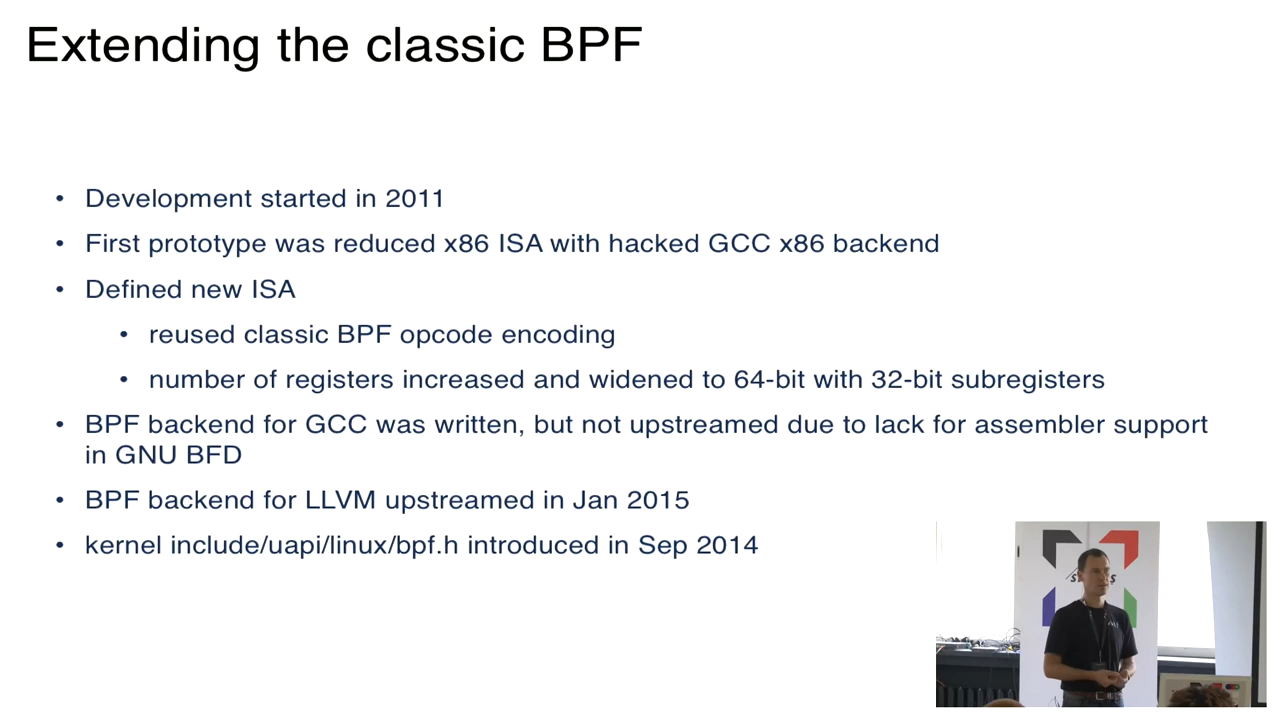 Extending the classic BPF
• Development started in 2011
• First prototype was reduced x86 ISA with hacked GCC x86 backend
• Defined new ISA
• reused classic BPF opcode encoding
• number of registers increased and widened to 64-bit with 32-bit subregisters
• BPF backend for GCC was written, but not upstreamed due to lack for assembler support
in GNU BFD
• BPF backend for LLVM upstreamed in Jan 2015
• kernel include/uapi/linux/bpf.h introduced in Sep 2014